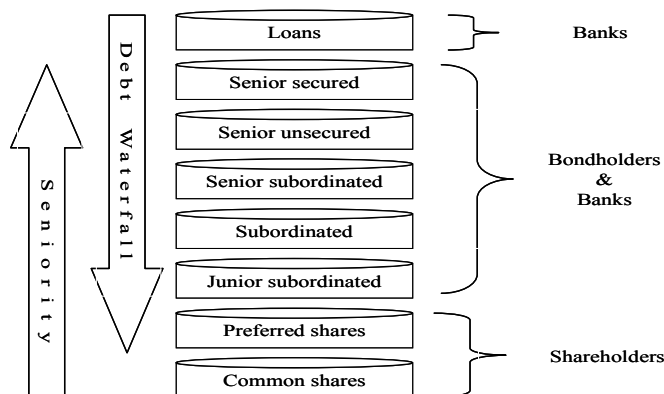 Loans
Banks
Debt Waterfall
Seniority
Senior secured
Senior unsecured
Senior subordinated
Subordinated
Junior subordinated
Bondholders
&
Banks
Preferred shares
Common shares
Shareholders